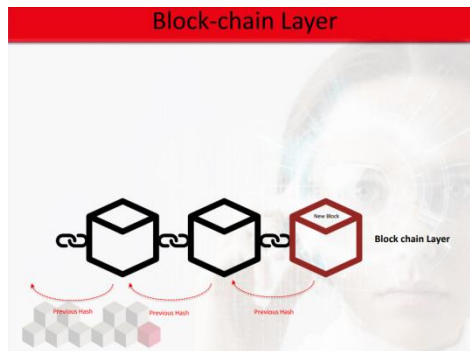 Block-chain Layer
New Block
Block chain Layer
Previous Hash
Previous Hash
Previous Hash